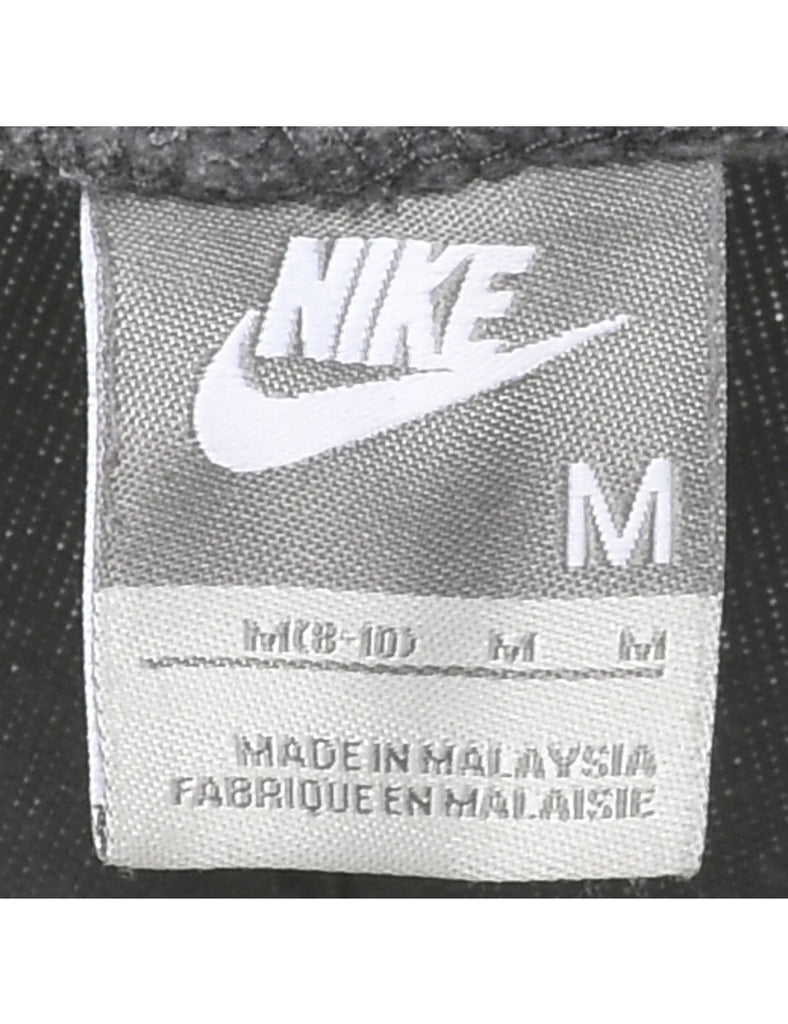 NIKE
M
M(8-10) M M
MADE IN MALAYSIA
FABRIQUE EN MALAISIE